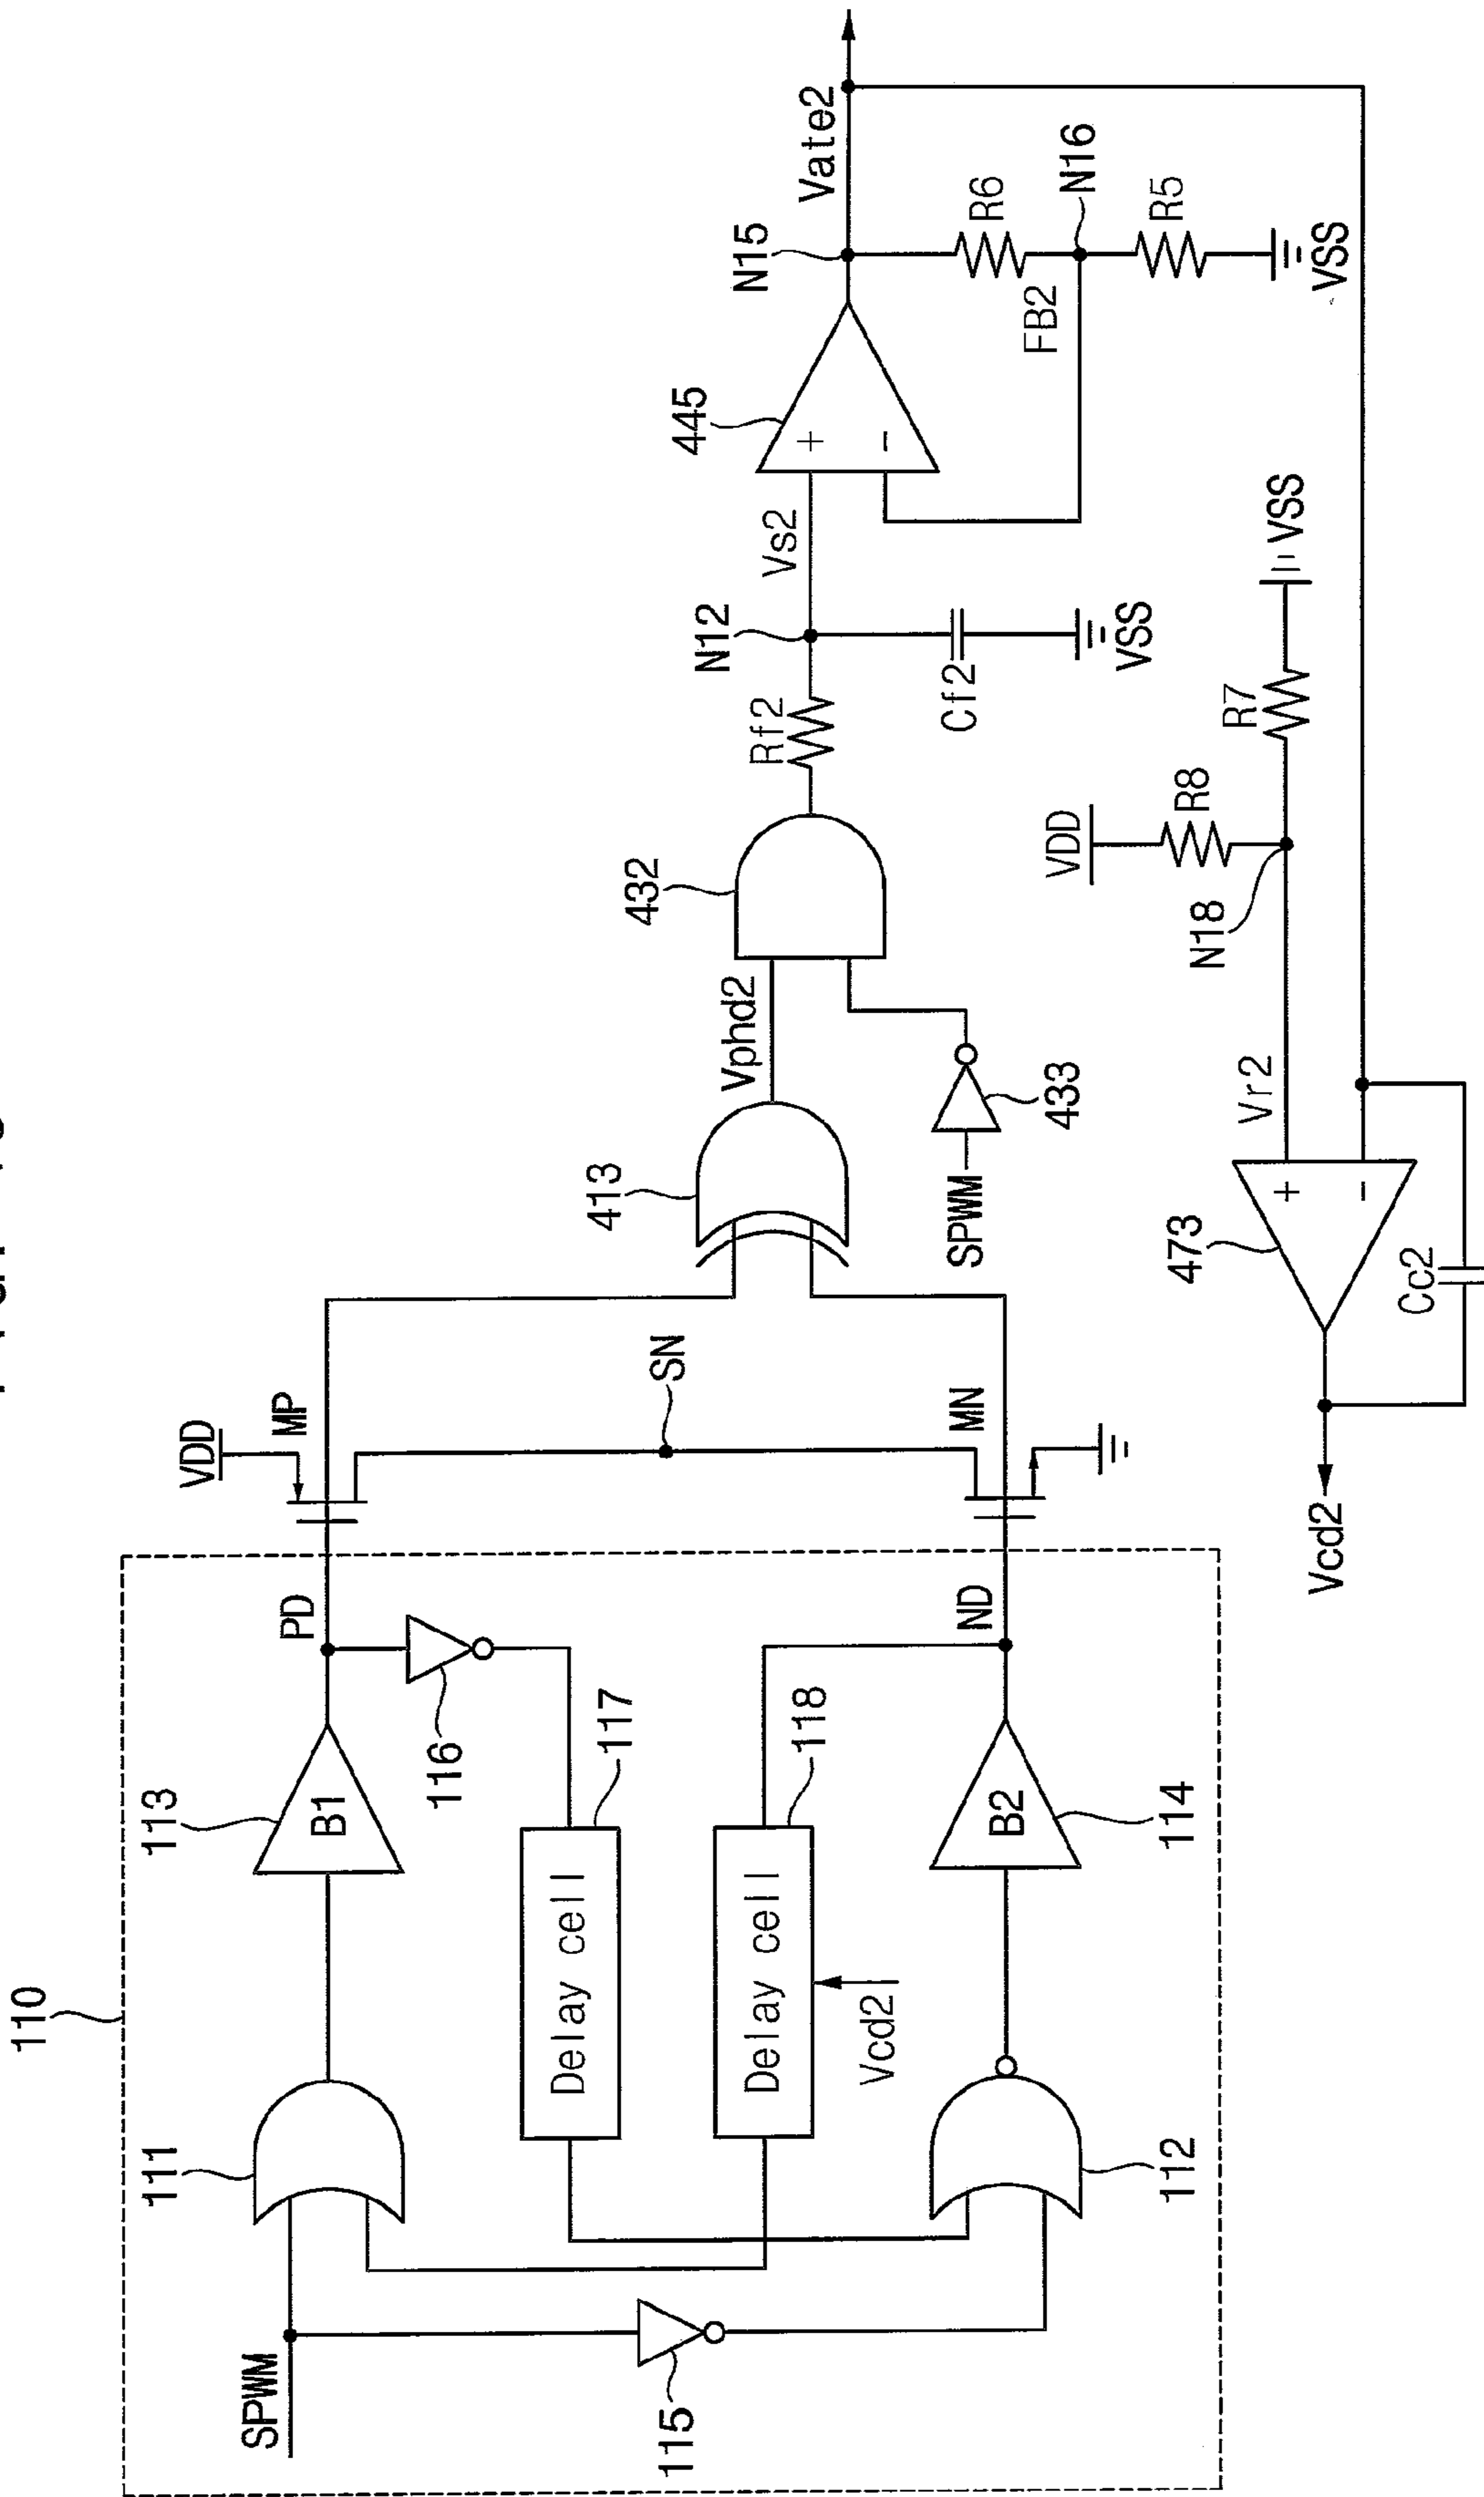 110
SPWM
115
111
112
113
B1
114
B2
116
117
Delay cell
118
Delay cell
Vcd2
PD
ND
VDD
MP
SN
MN
413
Vphd2
SPWM
433
432
Rf2
N12
Cf2
VSS
Vs2
445
+
-
N15
Vate2
R6
FB2
N16
R5
VSS
VDD
R8
N18
R7
VSS
Vr2
473
+
-
Cc2
Vcd2